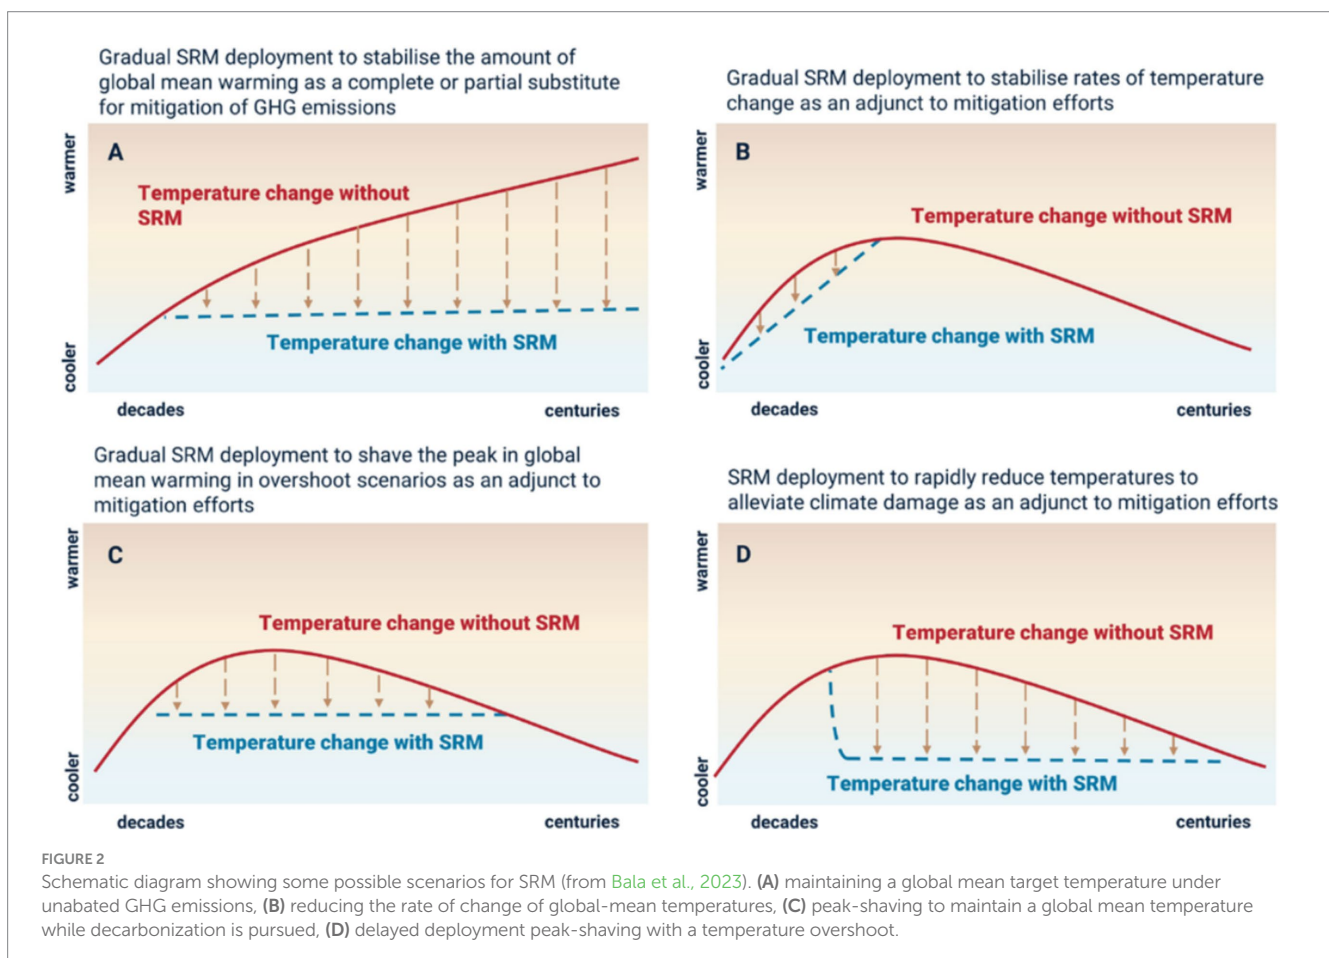 Gradual SRM deployment to stabilise the amount of
global mean warming as a complete or partial substitute
for mitigation of GHG emissions
warmer
A
Temperature change without
SRM
Temperature change with SRM
cooler
decades
centuries
Gradual SRM deployment to stabilise rates of temperature
change as an adjunct to mitigation efforts
warmer
B
Temperature change without SRM
Temperature change with SRM
cooler
decades
centuries
Gradual SRM deployment to shave the peak in global
mean warming in overshoot scenarios as an adjunct to
mitigation efforts
warmer
C
Temperature change without SRM
Temperature change with SRM
cooler
decades
centuries
SRM deployment to rapidly reduce temperatures to
alleviate climate damage as an adjunct to mitigation efforts
warmer
D
Temperature change without SRM
Temperature change with SRM
cooler
decades
centuries
FIGURE 2
Schematic diagram showing some possible scenarios for SRM (from Bala et al., 2023). (A) maintaining a global mean target temperature under
unabated GHG emissions, (B) reducing the rate of change of global-mean temperatures, (C) peak-shaving to maintain a global mean temperature
while decarbonization is pursued, (D) delayed deployment peak-shaving with a temperature overshoot.